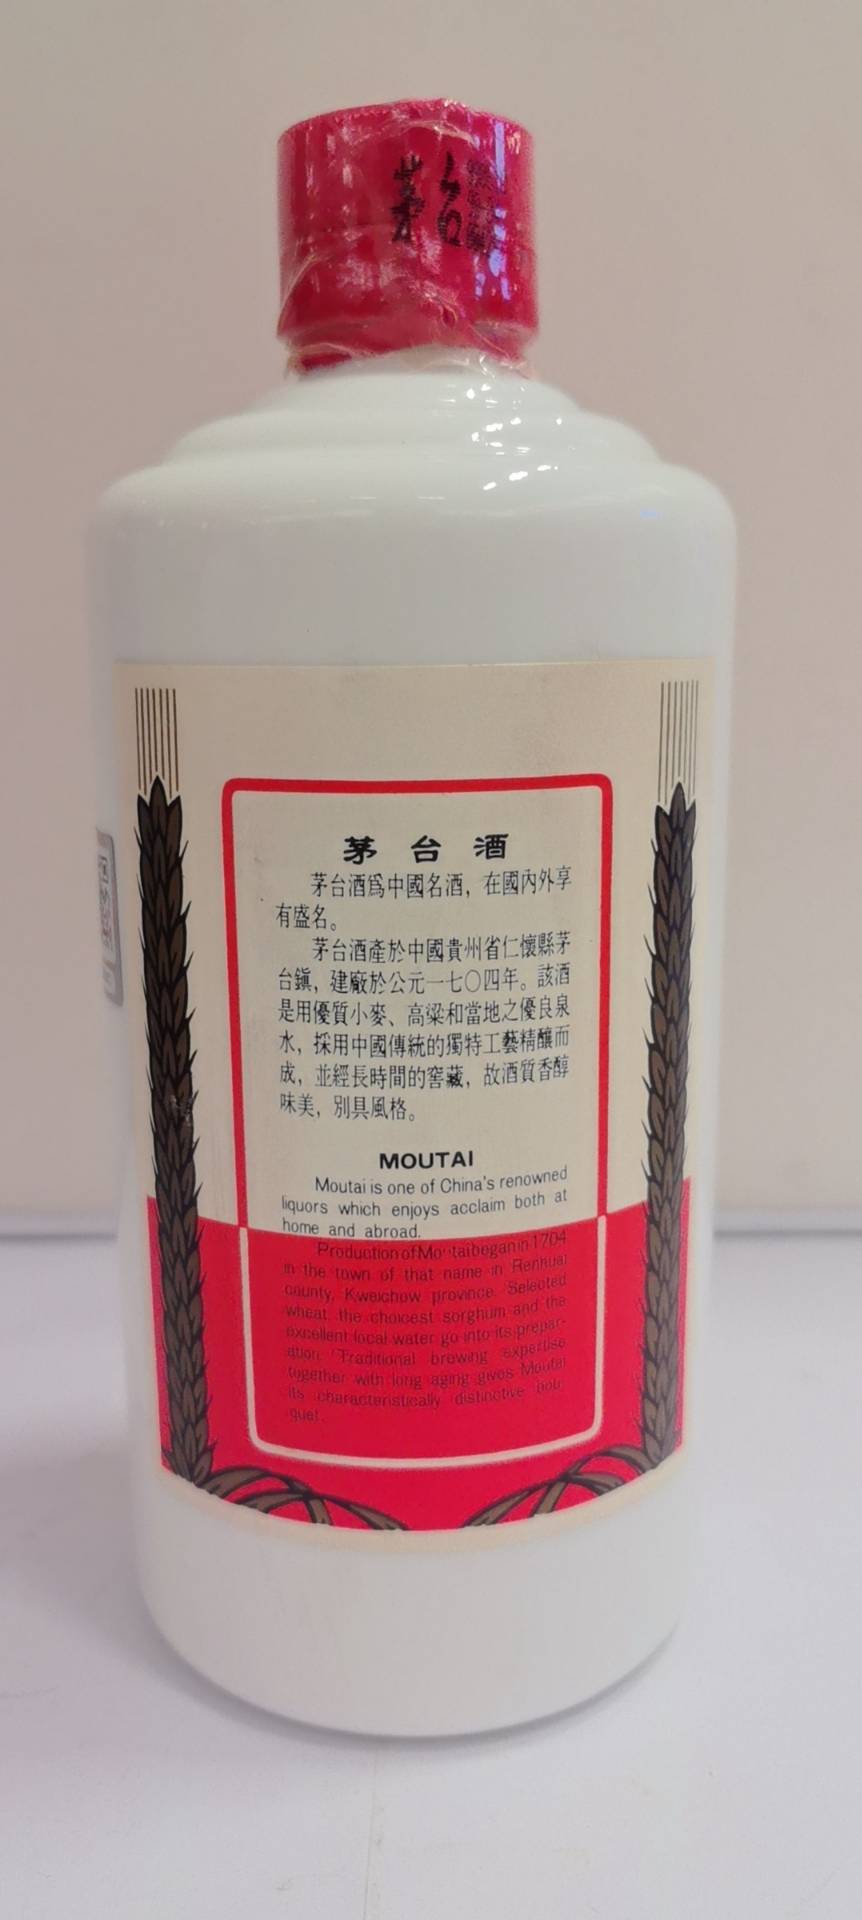 茅台
茅台酒
茅台酒爲中國名酒，在國內外享
有盛名。
茅台酒產於中國貴州省仁懷縣茅
台鎭，建廠於公元一七〇四年。該酒
是用優質小麥、高粱和當地之優良泉
水，採用中國傳統的獨特工藝精釀而
成，並經長時間的窖藏，故酒質香醇
味美，別具風格。
MOUTAI
Moutai is one of China's renowned
liquors which enjoys acclaim both at
home and abroad.
Production of Moutai began in 1704
in the town of that name in Renhuai
county, Kweichow province. Selected
wheat, the choicest sorghum and the
excellent local water go into its prepar-
ation. Traditional brewing expertise
together with long aging gives Moutai
its characteristically distinctive bou-
quet.